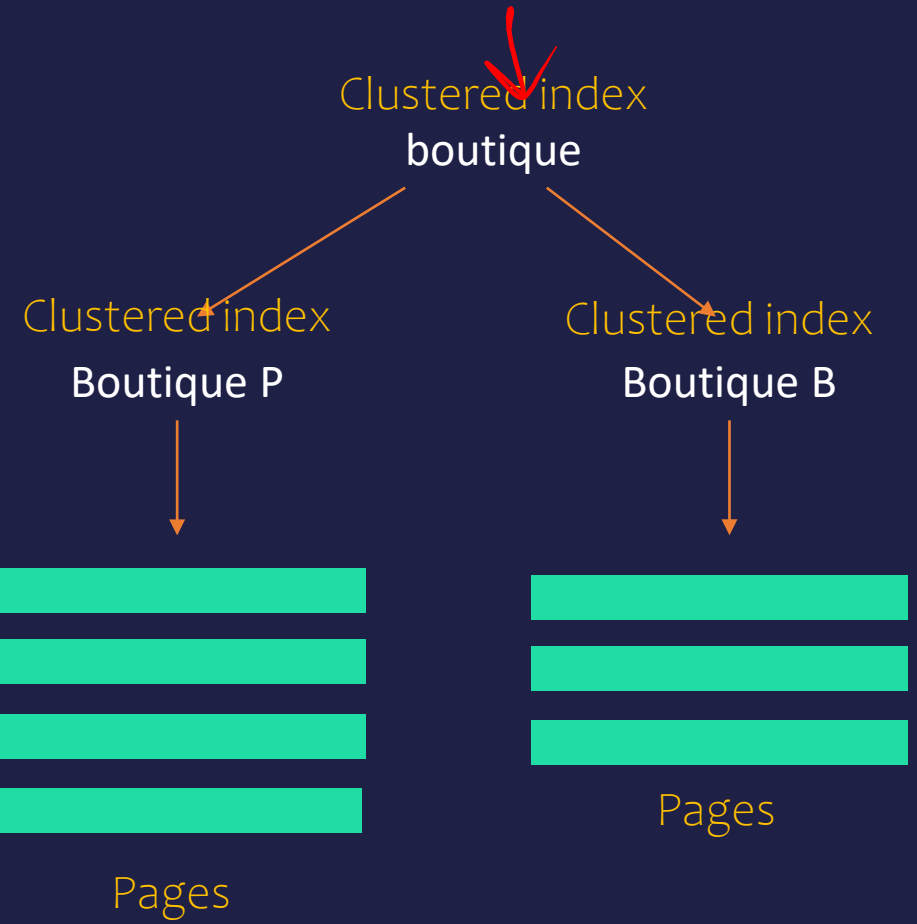 Clustered index
boutique
Clustered index
Boutique P
Clustered index
Boutique B
Pages
Pages